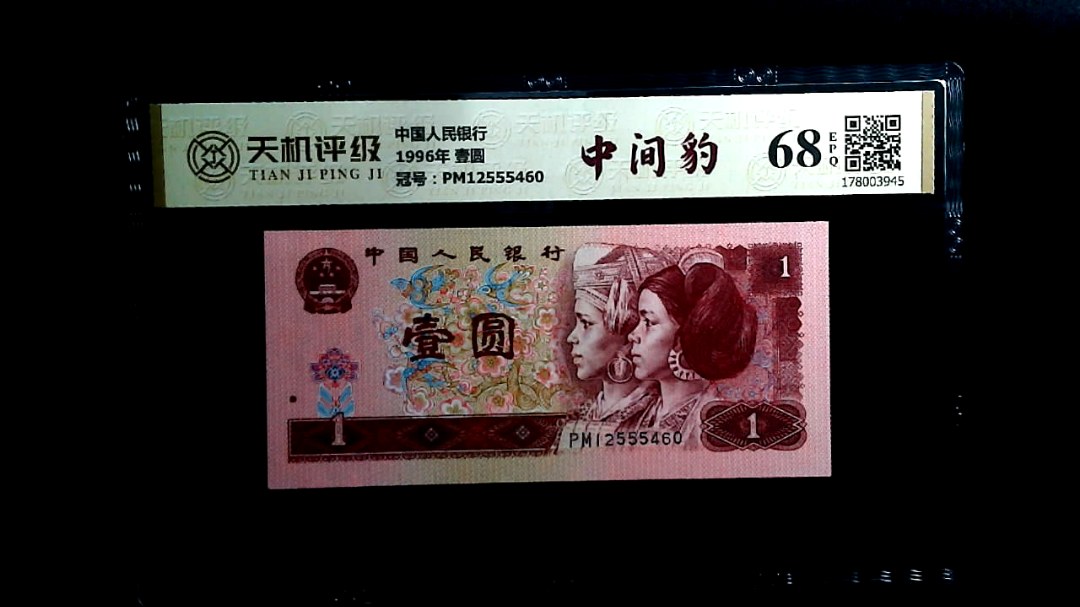 天机评级
TIAN JI PING JI
中国人民银行
1996年 壹圆
冠号：PM12555460
中间豹
68
EPQ
178003945
中国人民银行
1
壹圆
PM12555460
1
1